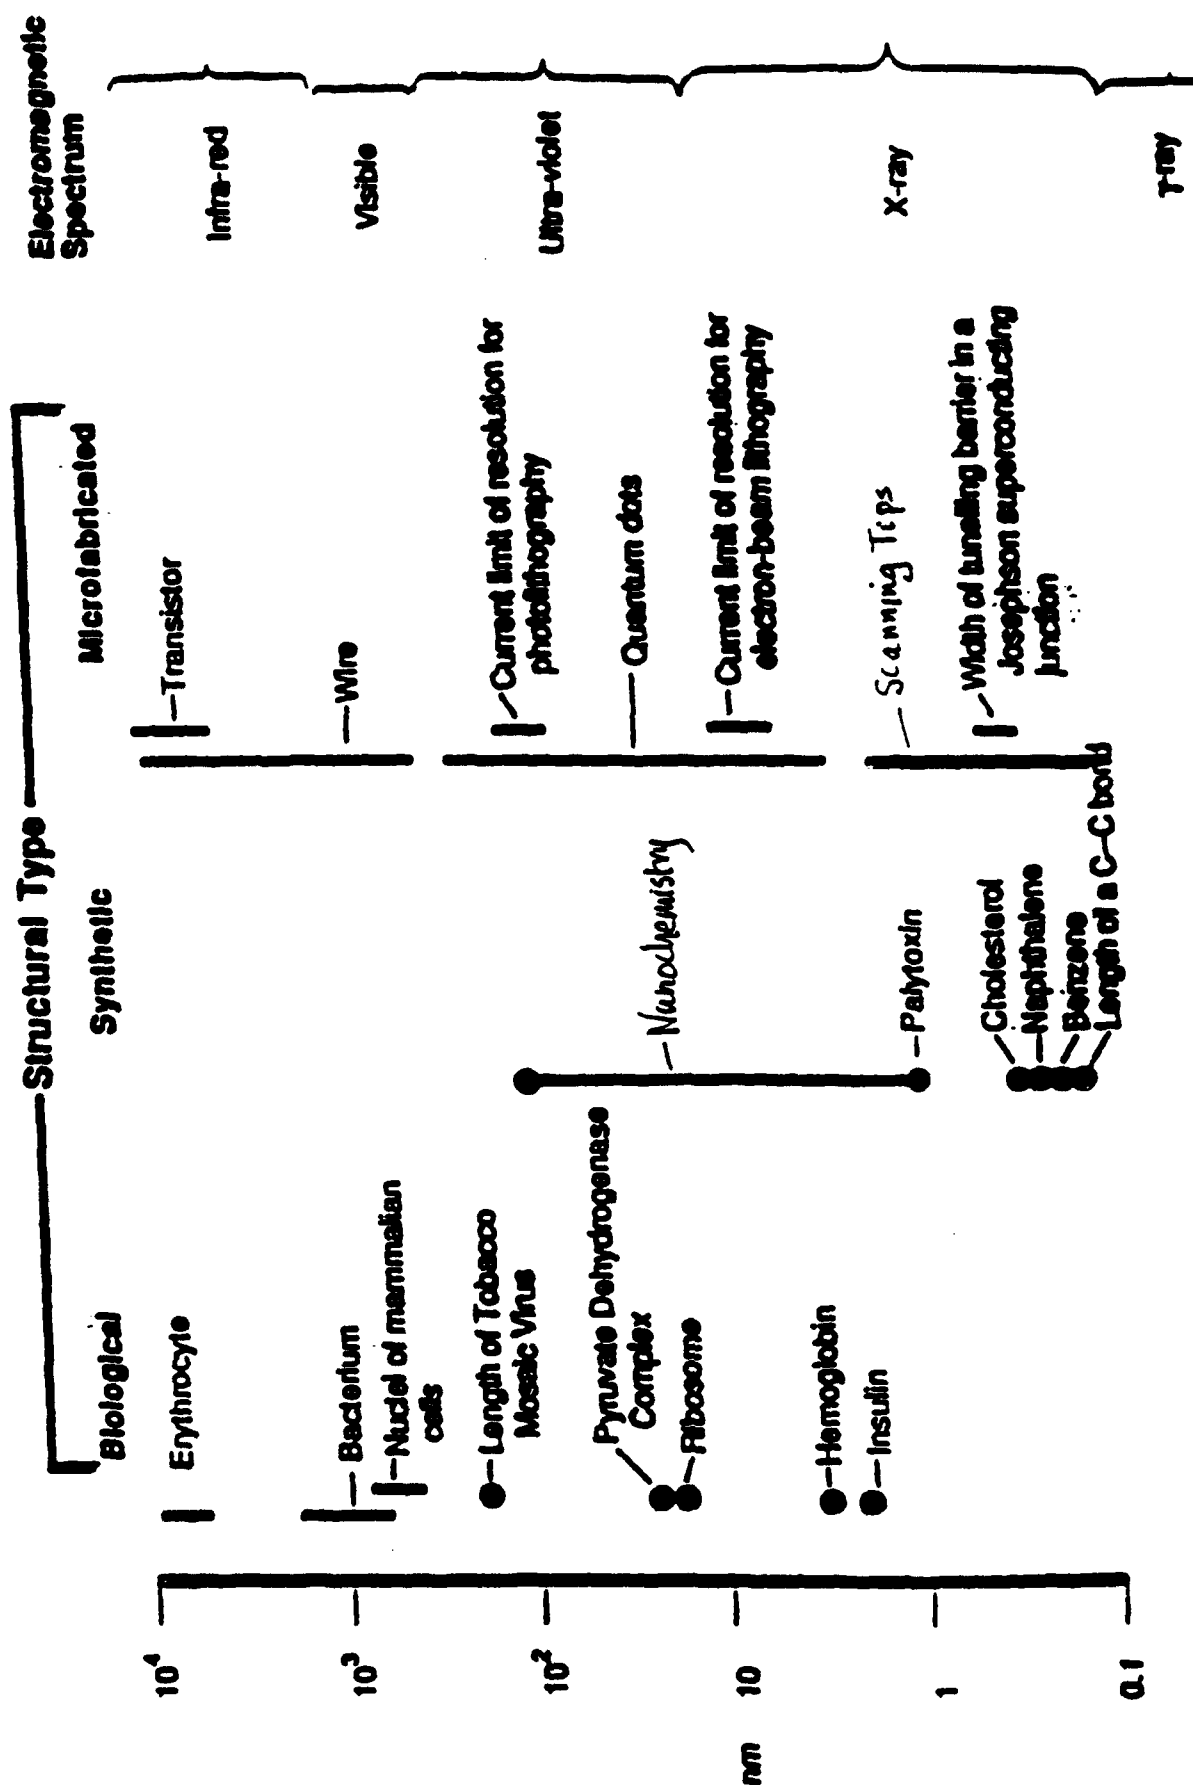 Structural Type
Biological
Synthetic
Microfabricated
Electromagnetic
Spectrum
nm
10⁴
10³
10²
10
1
0.1
Erythrocyte
Bacterium
Nuclei of mammalian
cells
Length of Tobacco
Mosaic Virus
Pyruvate Dehydrogenase
Complex
Ribosome
Hemoglobin
Insulin
Nanochemistry
Palytoxin
Cholesterol
Naphthalene
Benzene
Length of a C–C bond
Transistor
Wire
Current limit of resolution for
photolithography
Quantum dots
Current limit of resolution for
electron-beam lithography
Scanning Tips
Width of tunelling barrier in a
Josephson superconducting
junction
Infra-red
Visible
Ultra-violet
X-ray
γ-ray